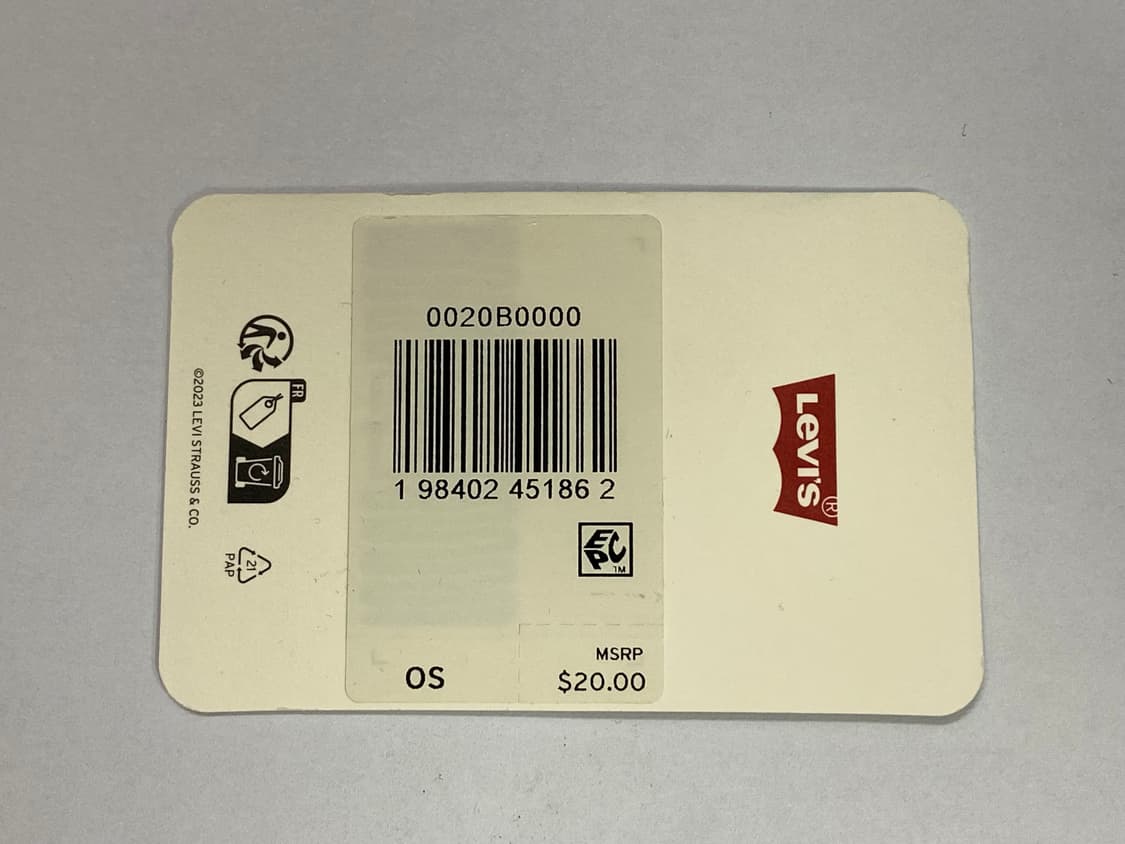 0020B0000
1 98402 45186 2
EPC
TM
OS
MSRP
$20.00
LEVI'S
®
FR
21
PAP
©2023 LEVI STRAUSS & CO.